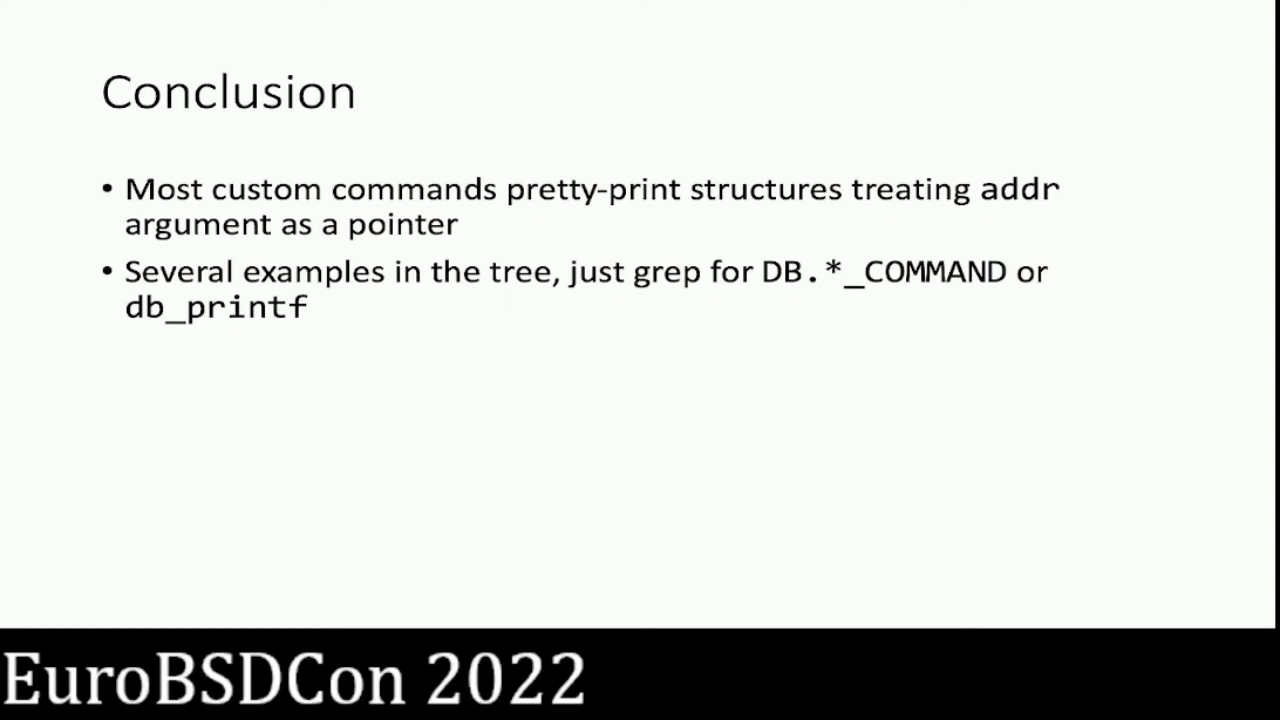 Conclusion
• Most custom commands pretty-print structures treating addr
argument as a pointer
• Several examples in the tree, just grep for DB.*_COMMAND or
db_printf
EuroBSDCon 2022